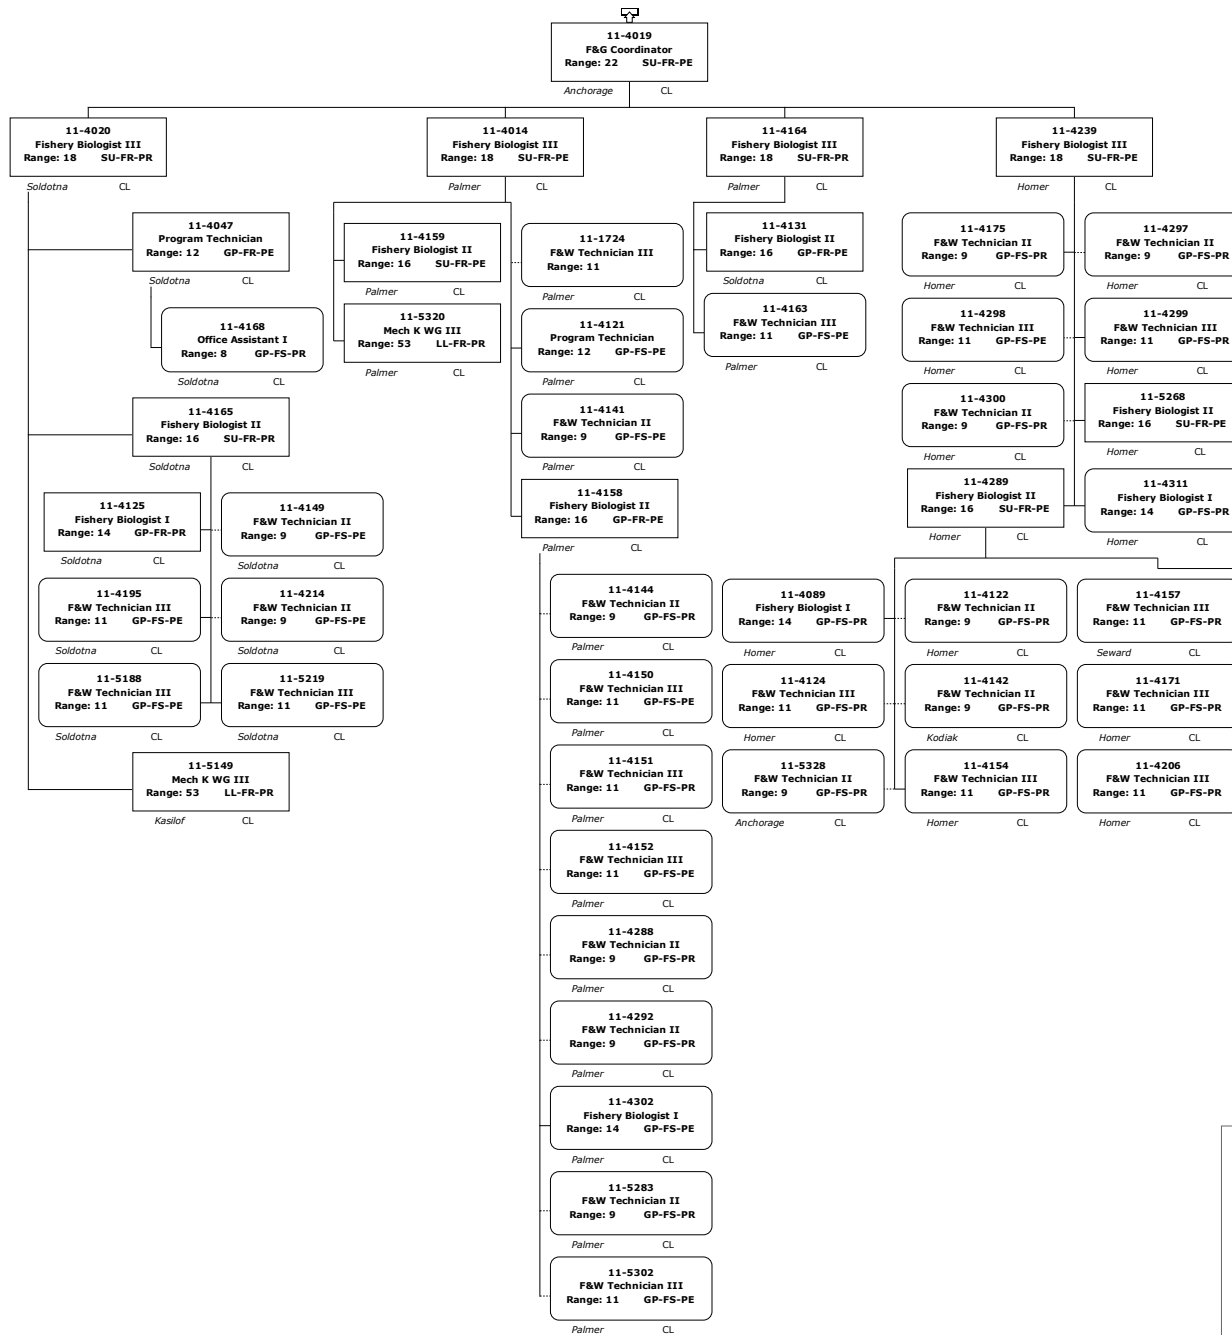 11-4019
F&G Coordinator
Range: 22 SU-FR-PE
Anchorage CL
11-4020
Fishery Biologist III
Range: 18 SU-FR-PR
Soldotna CL
11-4047
Program Technician
Range: 12 GP-FR-PE
Soldotna CL
11-4168
Office Assistant I
Range: 8 GP-FS-PR
Soldotna CL
11-4165
Fishery Biologist II
Range: 16 SU-FR-PR
Soldotna CL
11-4125
Fishery Biologist I
Range: 14 GP-FR-PR
Soldotna CL
11-4149
F&W Technician II
Range: 9 GP-FS-PE
Soldotna CL
11-4195
F&W Technician III
Range: 11 GP-FS-PE
Soldotna CL
11-4214
F&W Technician II
Range: 9 GP-FS-PE
Soldotna CL
11-5188
F&W Technician III
Range: 11 GP-FS-PE
Soldotna CL
11-5219
F&W Technician III
Range: 11 GP-FS-PE
Soldotna CL
11-5149
Mech K WG III
Range: 53 LL-FR-PR
Kasilof CL
11-4014
Fishery Biologist III
Range: 18 SU-FR-PE
Palmer CL
11-4159
Fishery Biologist II
Range: 16 SU-FR-PE
Palmer CL
11-5320
Mech K WG III
Range: 53 LL-FR-PR
Palmer CL
11-1724
F&W Technician III
Range: 11
Palmer CL
11-4121
Program Technician
Range: 12 GP-FS-PE
Palmer CL
11-4141
F&W Technician II
Range: 9 GP-FS-PE
Palmer CL
11-4158
Fishery Biologist II
Range: 16 GP-FR-PE
Palmer CL
11-4144
F&W Technician II
Range: 9 GP-FS-PR
Palmer CL
11-4150
F&W Technician III
Range: 11 GP-FS-PE
Palmer CL
11-4151
F&W Technician III
Range: 11 GP-FS-PR
Palmer CL
11-4152
F&W Technician III
Range: 11 GP-FS-PE
Palmer CL
11-4288
F&W Technician II
Range: 9 GP-FS-PR
Palmer CL
11-4292
F&W Technician II
Range: 9 GP-FS-PR
Palmer CL
11-4302
Fishery Biologist I
Range: 14 GP-FS-PE
Palmer CL
11-5283
F&W Technician II
Range: 9 GP-FS-PR
Palmer CL
11-5302
F&W Technician III
Range: 11 GP-FS-PE
Palmer CL
11-4164
Fishery Biologist III
Range: 18 SU-FR-PR
Palmer CL
11-4131
Fishery Biologist II
Range: 16 GP-FR-PE
Soldotna CL
11-4163
F&W Technician III
Range: 11 GP-FS-PE
Palmer CL
11-4239
Fishery Biologist III
Range: 18 SU-FR-PE
Homer CL
11-4175
F&W Technician II
Range: 9 GP-FS-PR
Homer CL
11-4297
F&W Technician II
Range: 9 GP-FS-PR
Homer CL
11-4298
F&W Technician III
Range: 11 GP-FS-PE
Homer CL
11-4299
F&W Technician III
Range: 11 GP-FS-PR
Homer CL
11-4300
F&W Technician II
Range: 9 GP-FS-PR
Homer CL
11-5268
Fishery Biologist II
Range: 16 SU-FR-PE
Homer CL
11-4289
Fishery Biologist II
Range: 16 SU-FR-PE
Homer CL
11-4311
Fishery Biologist I
Range: 14 GP-FS-PR
Homer CL
11-4089
Fishery Biologist I
Range: 14 GP-FS-PR
Homer CL
11-4122
F&W Technician II
Range: 9 GP-FS-PR
Homer CL
11-4157
F&W Technician III
Range: 11 GP-FS-PR
Seward CL
11-4124
F&W Technician III
Range: 11 GP-FS-PR
Homer CL
11-4142
F&W Technician II
Range: 9 GP-FS-PR
Kodiak CL
11-4171
F&W Technician III
Range: 11 GP-FS-PR
Homer CL
11-5328
F&W Technician II
Range: 9 GP-FS-PR
Anchorage CL
11-4154
F&W Technician III
Range: 11 GP-FS-PR
Homer CL
11-4206
F&W Technician III
Range: 11 GP-FS-PR
Homer CL